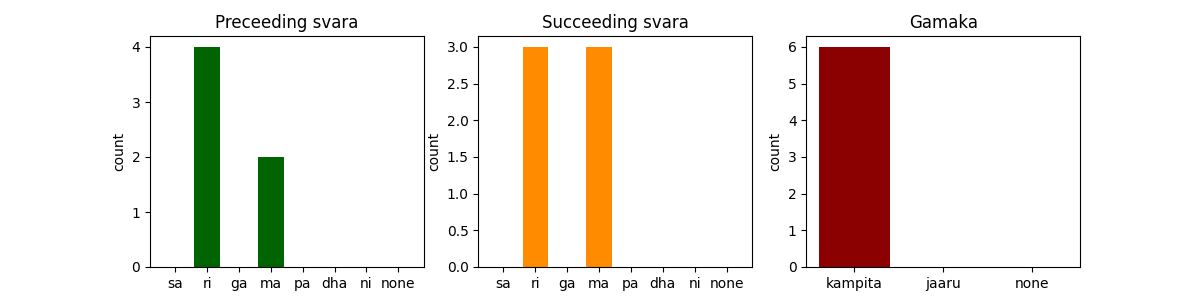 Preceeding svara
count
4
3
2
1
0
sa ri ga ma pa dha ni none
Succeeding svara
count
3.0
2.5
2.0
1.5
1.0
0.5
0.0
sa ri ga ma pa dha ni none
Gamaka
count
6
5
4
3
2
1
0
kampita jaaru none